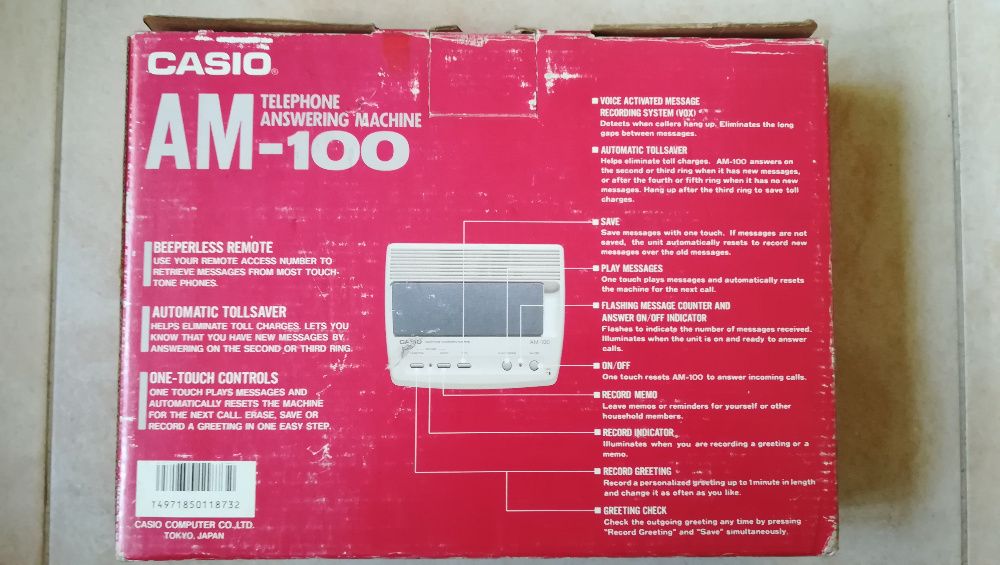 CASIO®
AM-100
TELEPHONE
ANSWERING MACHINE
BEEPERLESS REMOTE
USE YOUR REMOTE ACCESS NUMBER TO
RETRIEVE MESSAGES FROM MOST TOUCH-
TONE PHONES.
AUTOMATIC TOLLSAVER
HELPS ELIMINATE TOLL CHARGES. LETS YOU
KNOW THAT YOU HAVE NEW MESSAGES BY
ANSWERING ON THE SECOND OR THIRD RING.
ONE-TOUCH CONTROLS
ONE TOUCH PLAYS MESSAGES AND
AUTOMATICALLY RESETS THE MACHINE
FOR THE NEXT CALL. ERASE, SAVE OR
RECORD A GREETING IN ONE EASY STEP.
T4971850118732
CASIO COMPUTER CO.,LTD.
TOKYO, JAPAN
CASIO
AM-100
■ VOICE ACTIVATED MESSAGE
RECORDING SYSTEM (VOX)
Detects when callers hang up. Eliminates the long
gaps between messages.
■ AUTOMATIC TOLLSAVER
Helps eliminate toll charges. AM-100 answers on
the second or third ring when it has new messages,
or after the fourth or fifth ring when it has no new
messages. Hang up after the third ring to save toll
charges.
■ SAVE
Save messages with one touch. If messages are not
saved, the unit automatically resets to record new
messages over the old messages.
■ PLAY MESSAGES
One touch plays messages and automatically resets
the machine for the next call.
■ FLASHING MESSAGE COUNTER AND
ANSWER ON/OFF INDICATOR
Flashes to indicate the number of messages received.
Illuminates when the unit is on and ready to answer
calls.
■ ON/OFF
One touch resets AM-100 to answer incoming calls.
■ RECORD MEMO
Leave memos or reminders for yourself or other
household members.
■ RECORD INDICATOR
Illuminates when you are recording a greeting or a
memo.
■ RECORD GREETING
Record a personalized greeting up to 1 minute in length
and change it as often as you like.
■ GREETING CHECK
Check the outgoing greeting any time by pressing
"Record Greeting" and "Save" simultaneously.